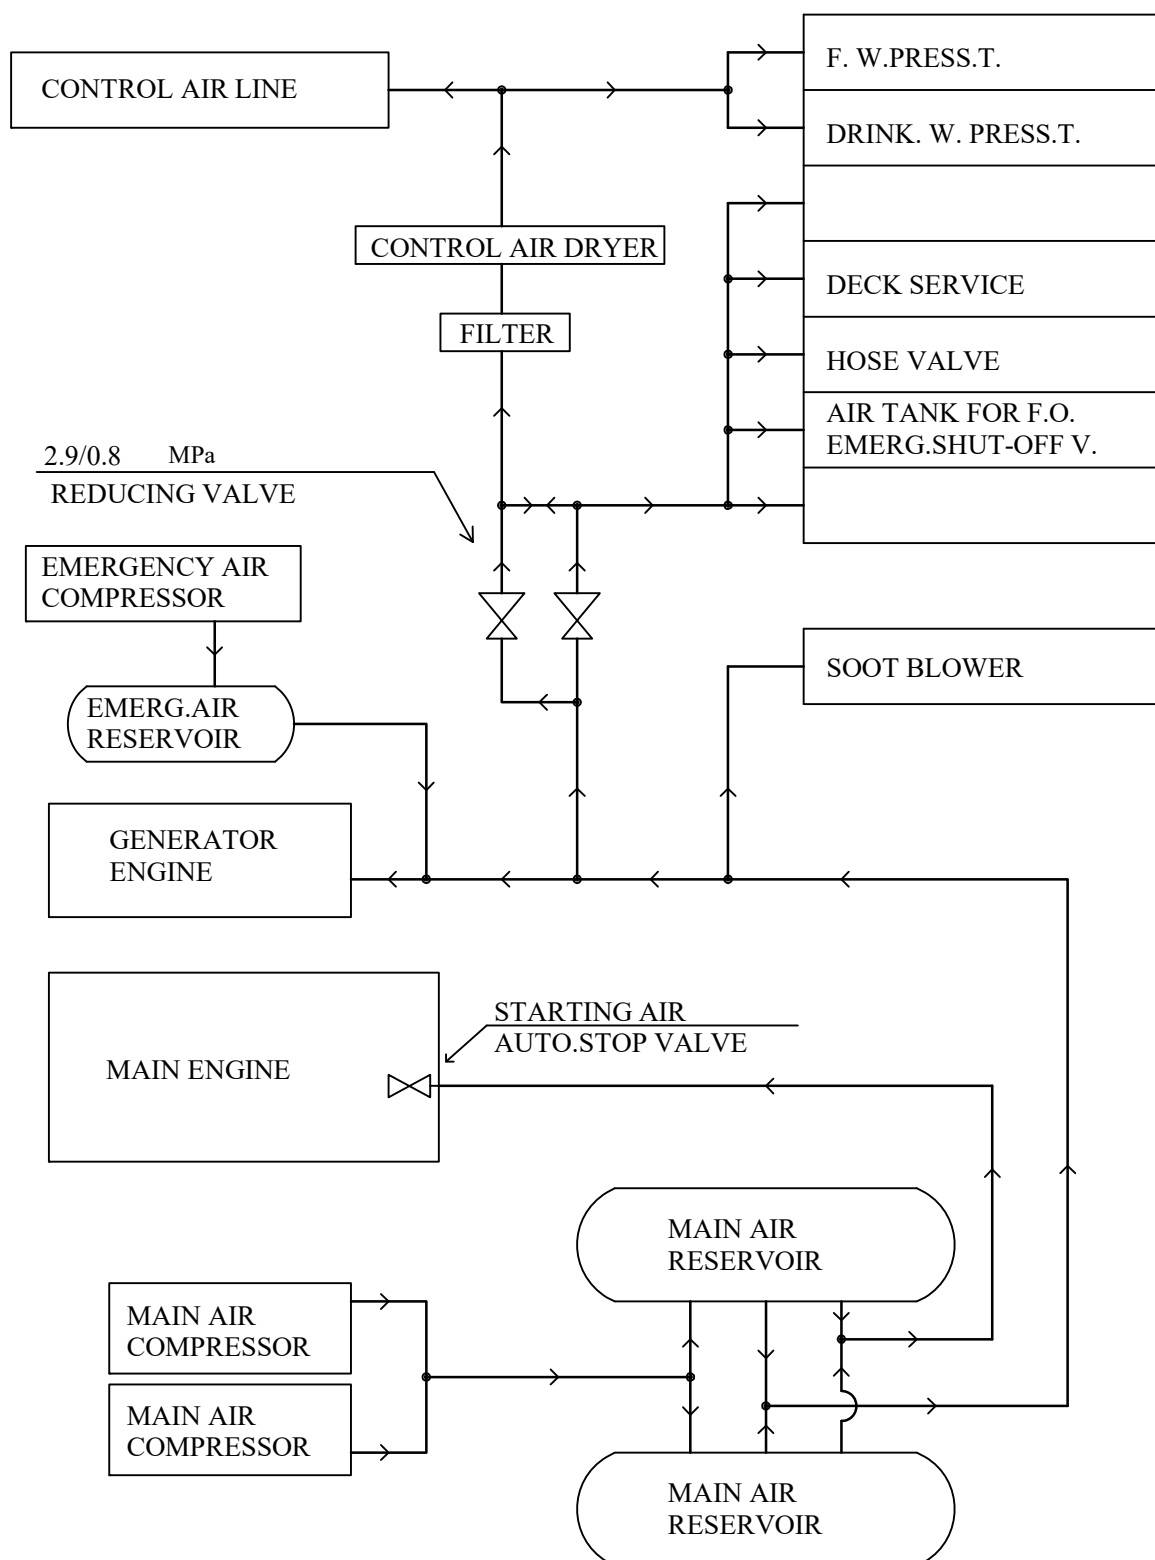 F. W.PRESS.T.
CONTROL AIR LINE
DRINK. W. PRESS.T.
CONTROL AIR DRYER
DECK SERVICE
FILTER
HOSE VALVE
AIR TANK FOR F.O.
EMERG.SHUT-OFF V.
2.9/0.8 MPa
REDUCING VALVE
EMERGENCY AIR
COMPRESSOR
SOOT BLOWER
EMERG.AIR
RESERVOIR
GENERATOR
ENGINE
STARTING AIR
AUTO.STOP VALVE
MAIN ENGINE
MAIN AIR
RESERVOIR
MAIN AIR
COMPRESSOR
MAIN AIR
COMPRESSOR
MAIN AIR
RESERVOIR